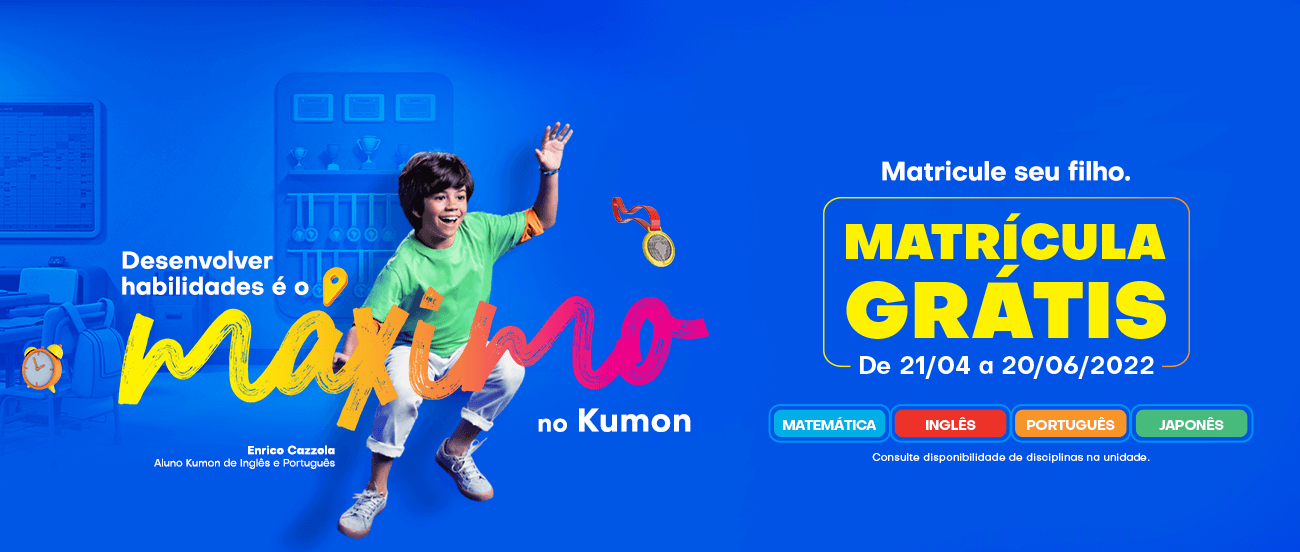 Desenvolver
habilidades é o
máximo
no Kumon
Enrico Cazzola
Aluno Kumon de Inglês e Português
Matricule seu filho.
MATRÍCULA
GRÁTIS
De 21/04 a 20/06/2022
MATEMÁTICA INGLÊS PORTUGUÊS JAPONÊS
Consulte disponibilidade de disciplinas na unidade.